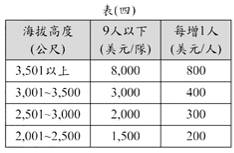 表(四)
海拔高度 9人以下 每增1人
(公尺) (美元/隊) (美元/人)
3,501以上 8,000 800
3,001~3,500 3,000 400
2,501~3,000 2,000 300
2,001~2,500 1,500 200